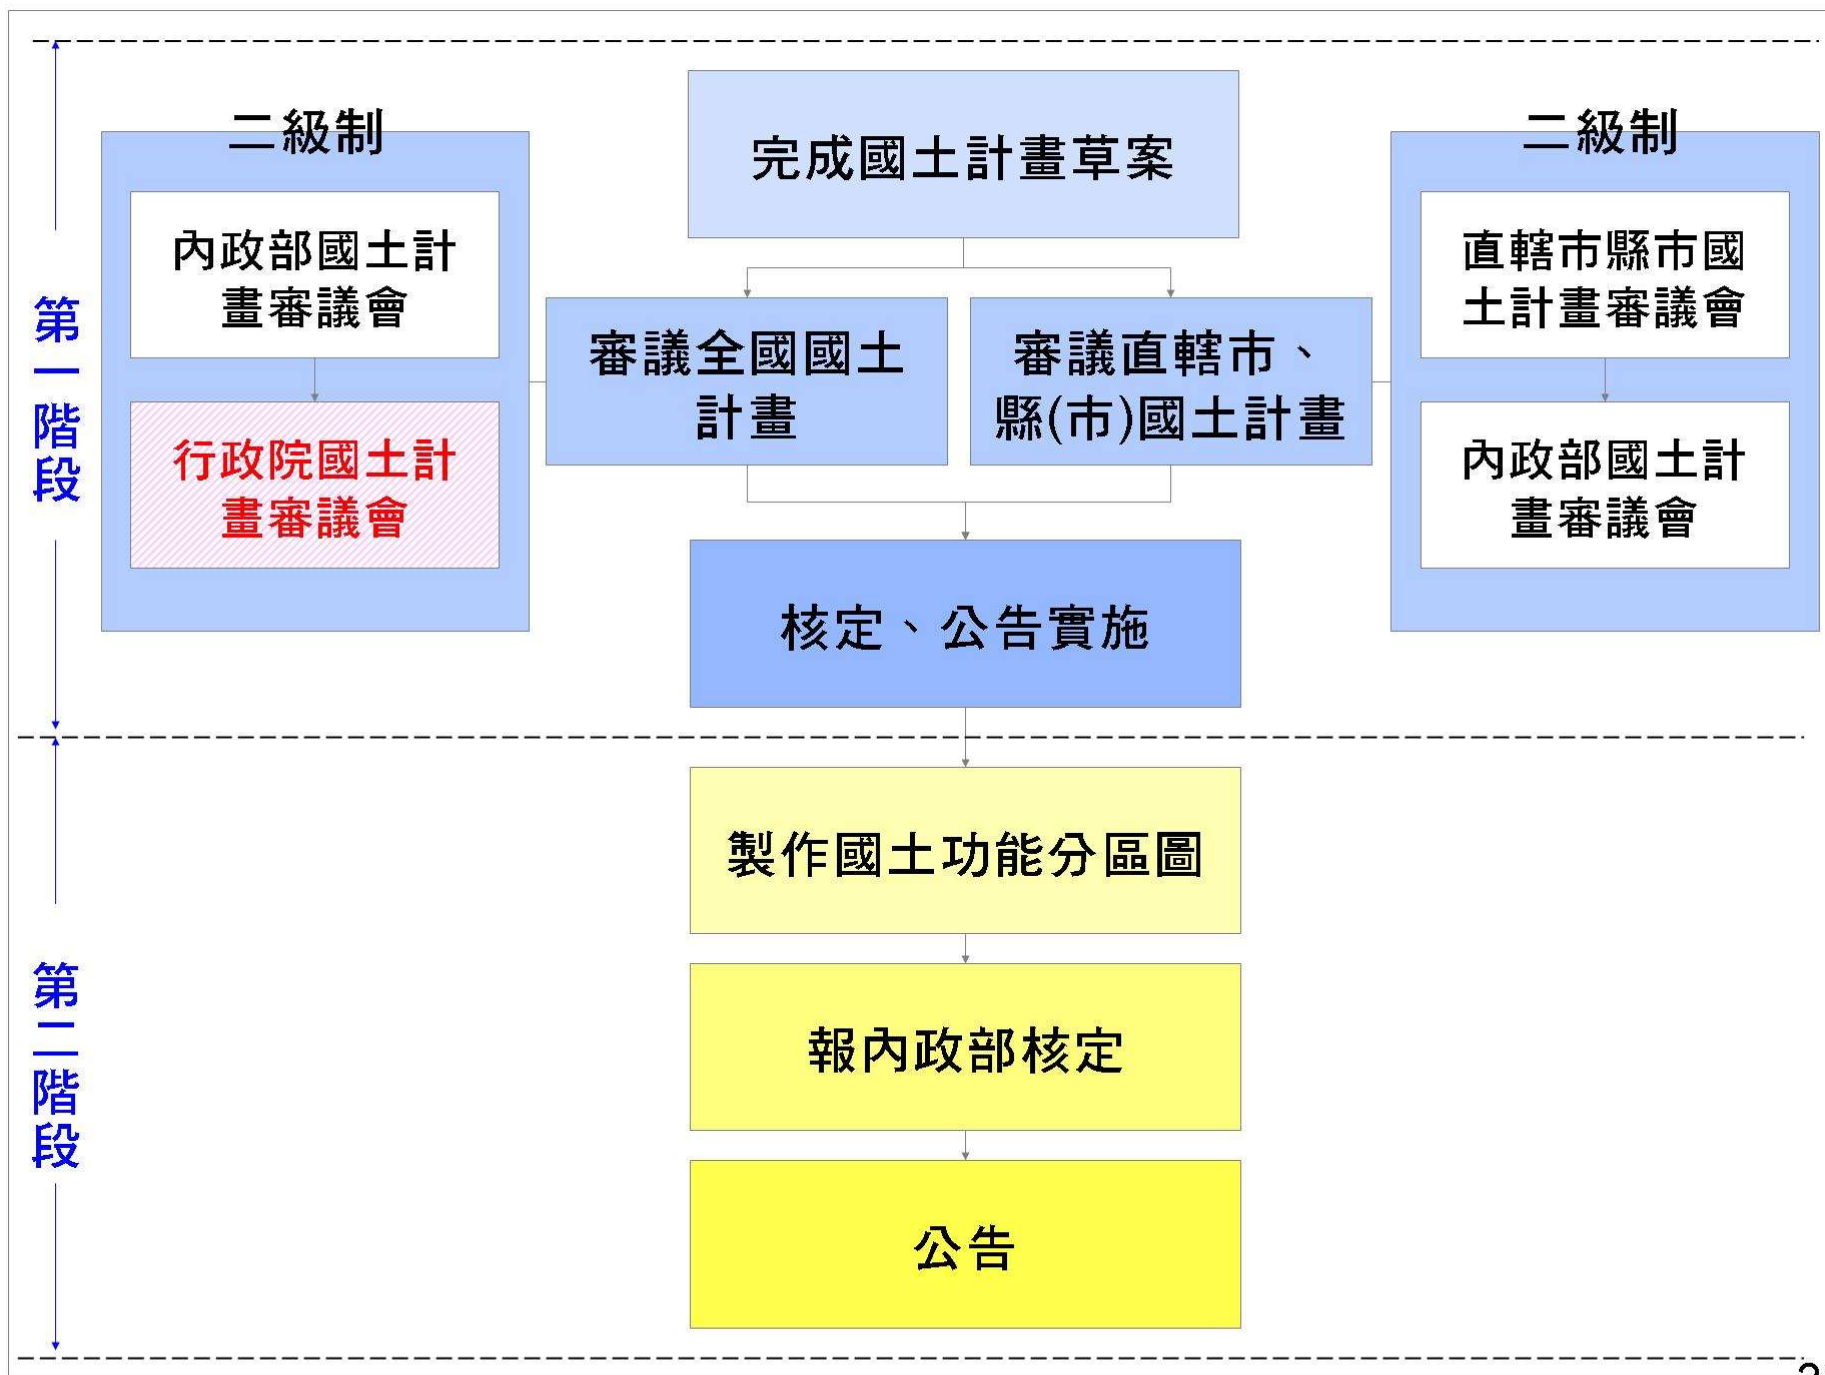 完成國土計畫草案
二級制
內政部國土計
畫審議會
行政院國土計
畫審議會
審議全國國土
計畫
審議直轄市、
縣(市)國土計畫
二級制
直轄市縣市國
土計畫審議會
內政部國土計
畫審議會
核定、公告實施
第一階段
製作國土功能分區圖
報內政部核定
公告
第二階段